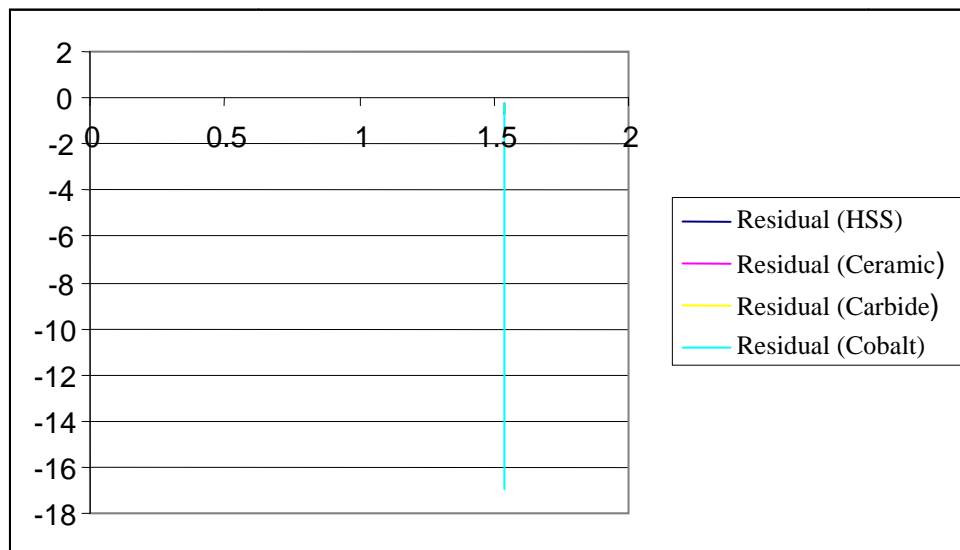 2
0
0 0.5 1 1.5 2
-2
-4
-6
-8
-10
-12
-14
-16
-18
Residual (HSS)
Residual (Ceramic)
Residual (Carbide)
Residual (Cobalt)